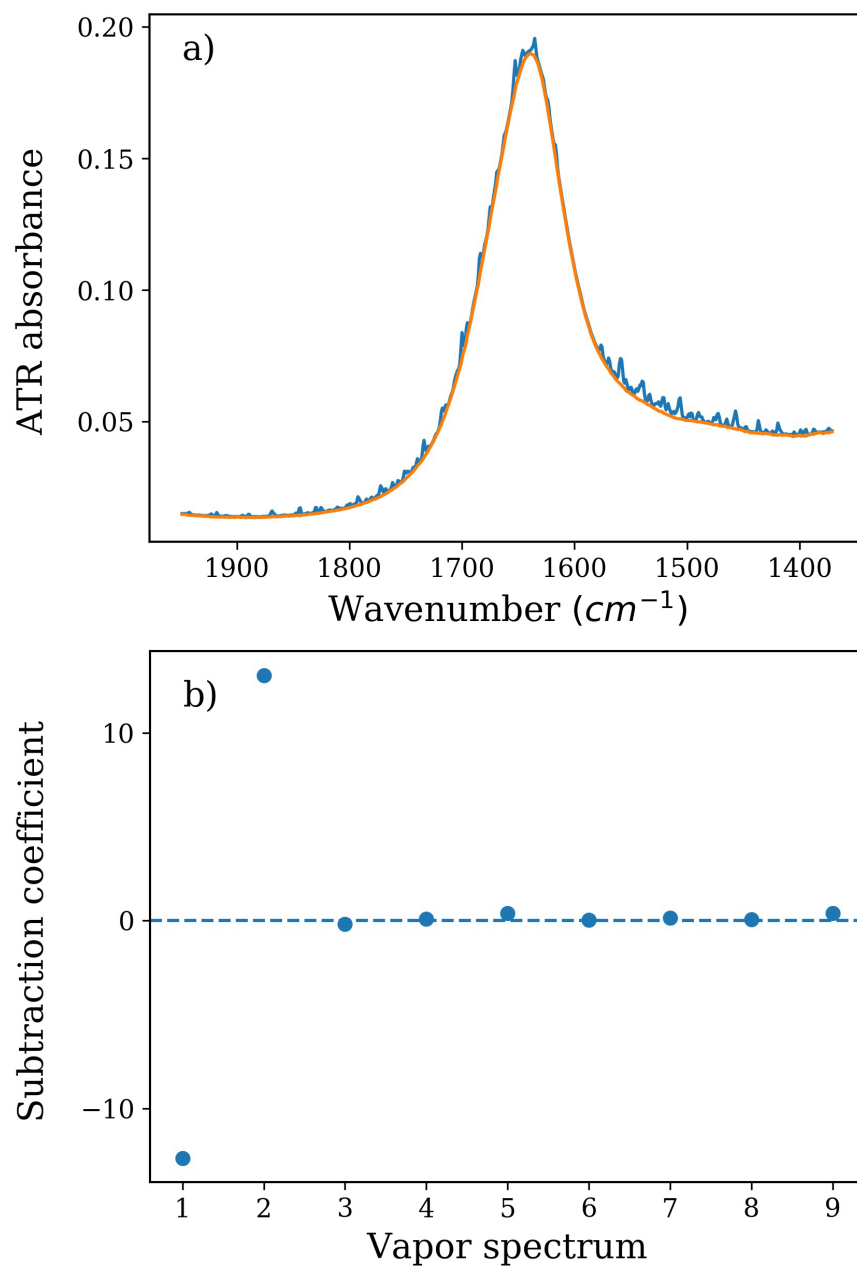 a)
0.20
0.15
0.10
0.05
ATR absorbance
1900 1800 1700 1600 1500 1400
Wavenumber (cm⁻¹)
b)
10
0
−10
Subtraction coefficient
1 2 3 4 5 6 7 8 9
Vapor spectrum